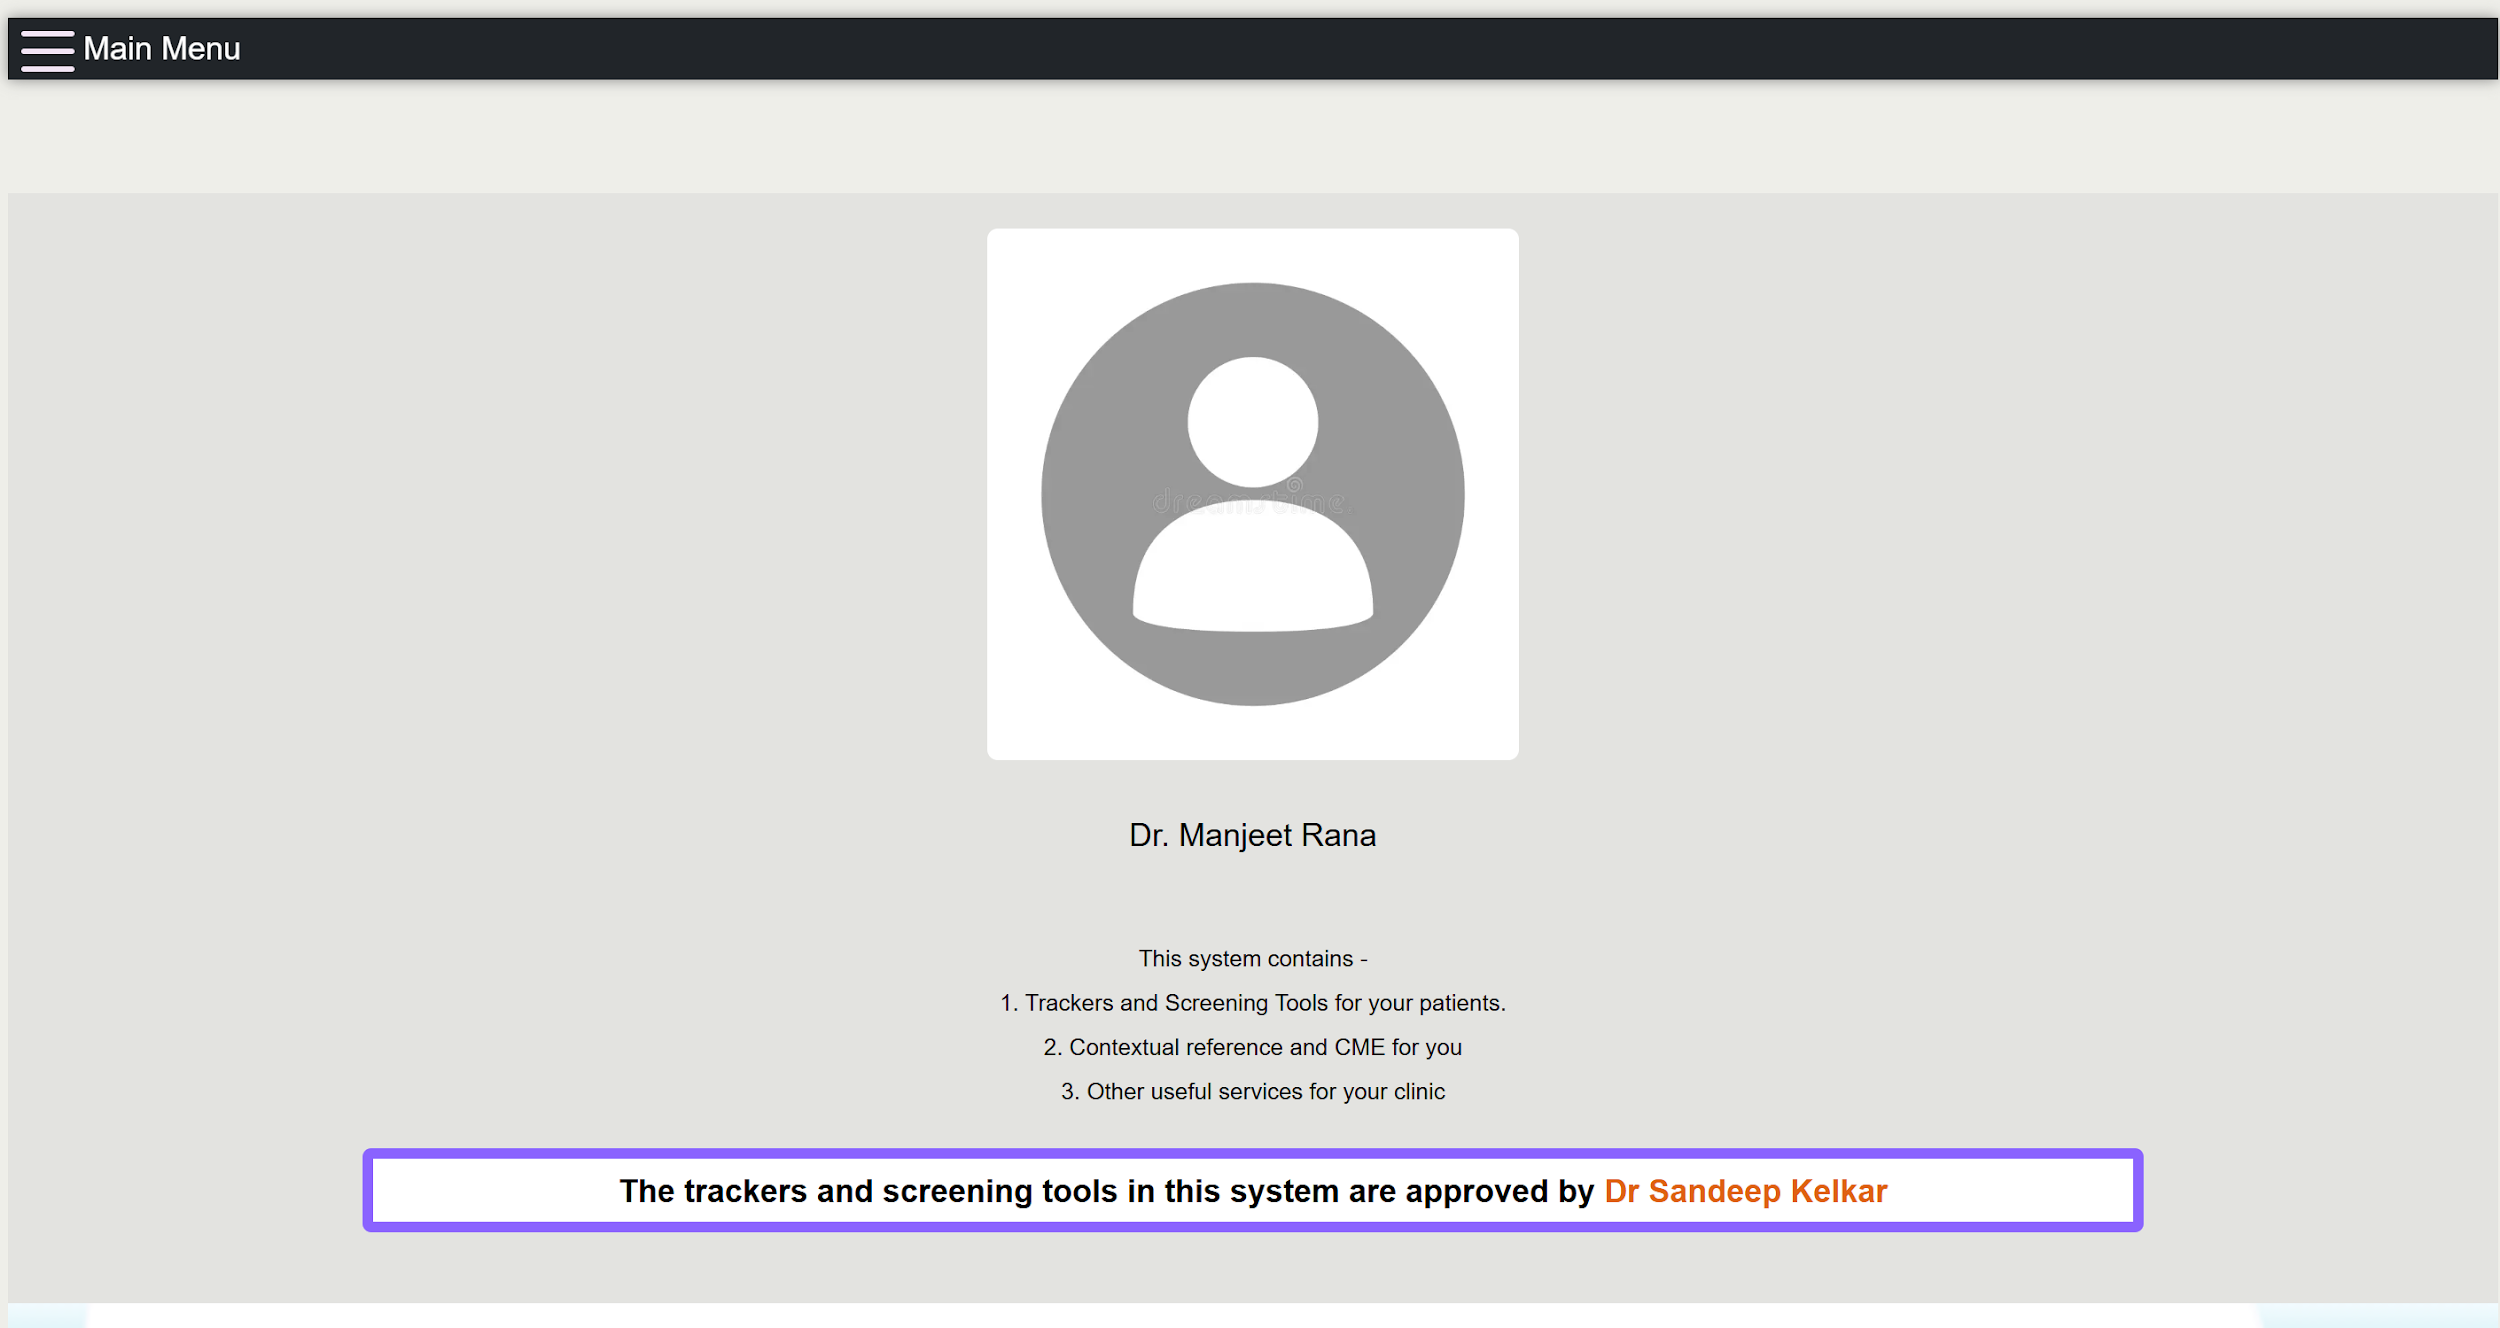 Main Menu
dreamstime
Dr. Manjeet Rana
This system contains -
1. Trackers and Screening Tools for your patients.
2. Contextual reference and CME for you
3. Other useful services for your clinic
The trackers and screening tools in this system are approved by Dr Sandeep Kelkar